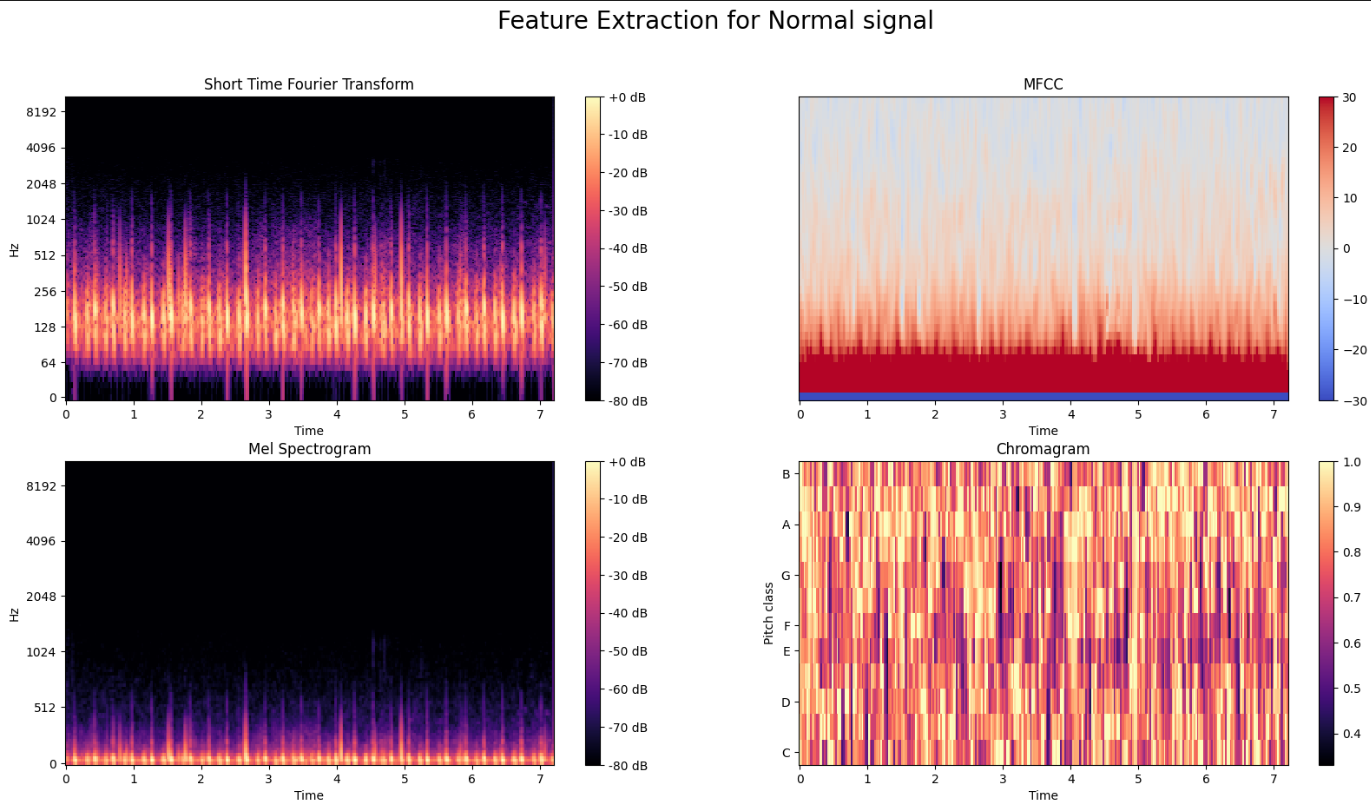 Feature Extraction for Normal signal
Short Time Fourier Transform
Hz
8192
4096
2048
1024
512
256
128
64
0
0 1 2 3 4 5 6 7
Time
+0 dB
-10 dB
-20 dB
-30 dB
-40 dB
-50 dB
-60 dB
-70 dB
-80 dB
MFCC
0 1 2 3 4 5 6 7
Time
30
20
10
0
−10
−20
−30
Mel Spectrogram
Hz
8192
4096
2048
1024
512
0
0 1 2 3 4 5 6 7
Time
+0 dB
-10 dB
-20 dB
-30 dB
-40 dB
-50 dB
-60 dB
-70 dB
-80 dB
Chromagram
Pitch class
B
A
G
F
E
D
C
0 1 2 3 4 5 6 7
Time
1.0
0.9
0.8
0.7
0.6
0.5
0.4